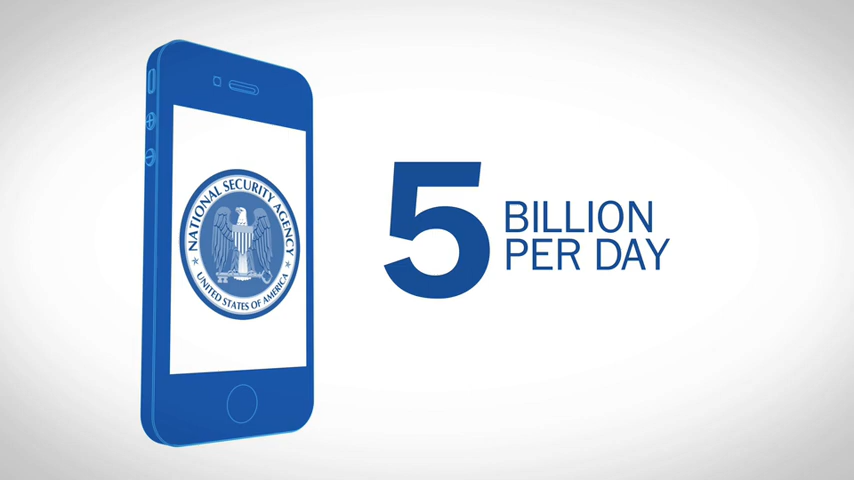 NATIONAL SECURITY AGENCY
UNITED STATES OF AMERICA
5
BILLION
PER DAY